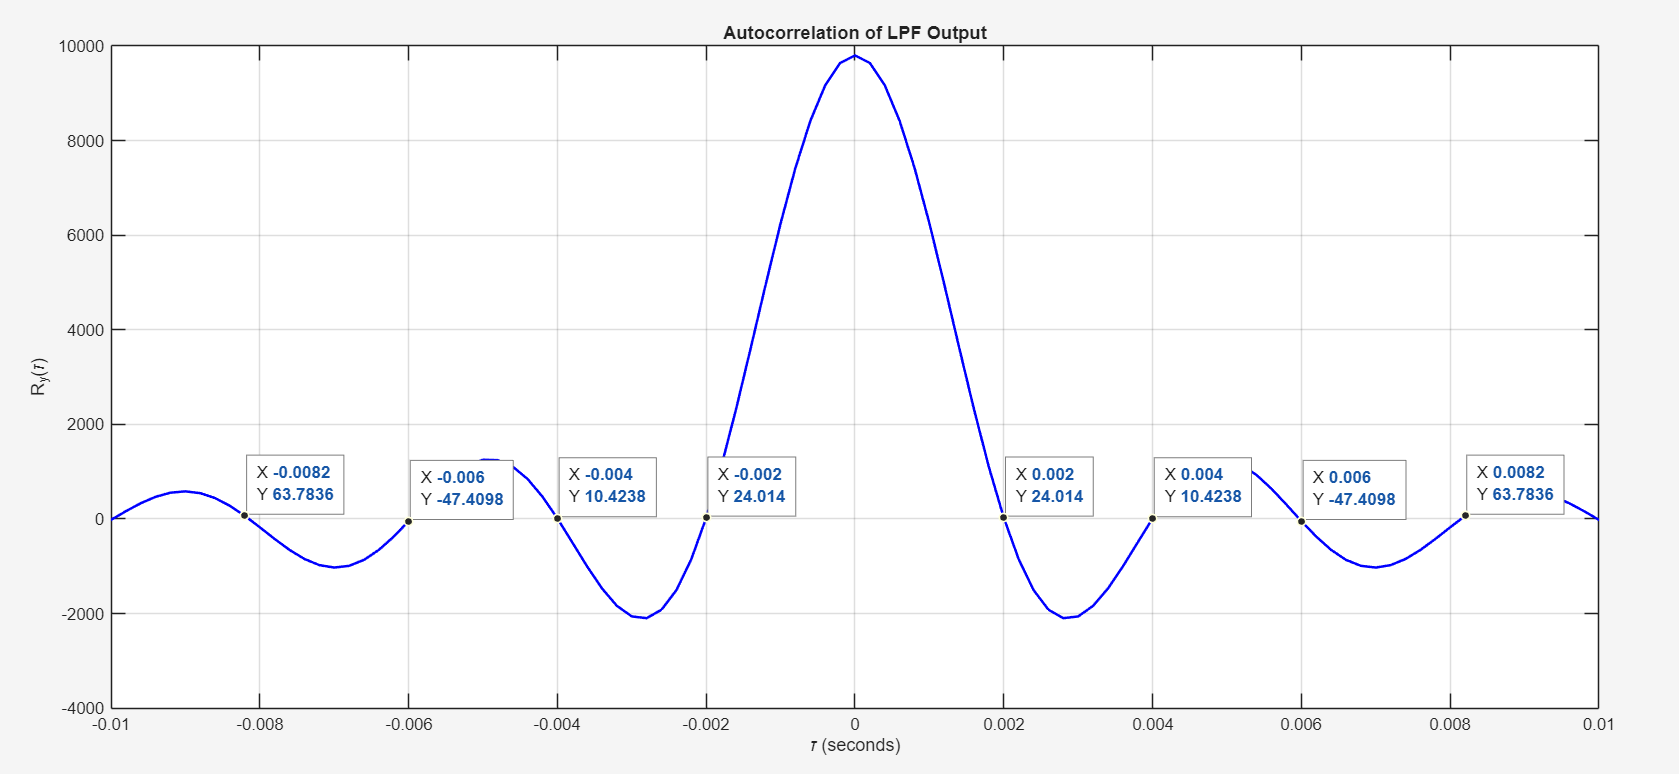 Autocorrelation of LPF Output
10000
8000
6000
4000
2000
0
-2000
-4000
R_y(τ)
X -0.0082
Y 63.7836
X -0.006
Y -47.4098
X -0.004
Y 10.4238
X -0.002
Y 24.014
X 0.002
Y 24.014
X 0.004
Y 10.4238
X 0.006
Y -47.4098
X 0.0082
Y 63.7836
-0.01 -0.008 -0.006 -0.004 -0.002 0 0.002 0.004 0.006 0.008 0.01
τ (seconds)